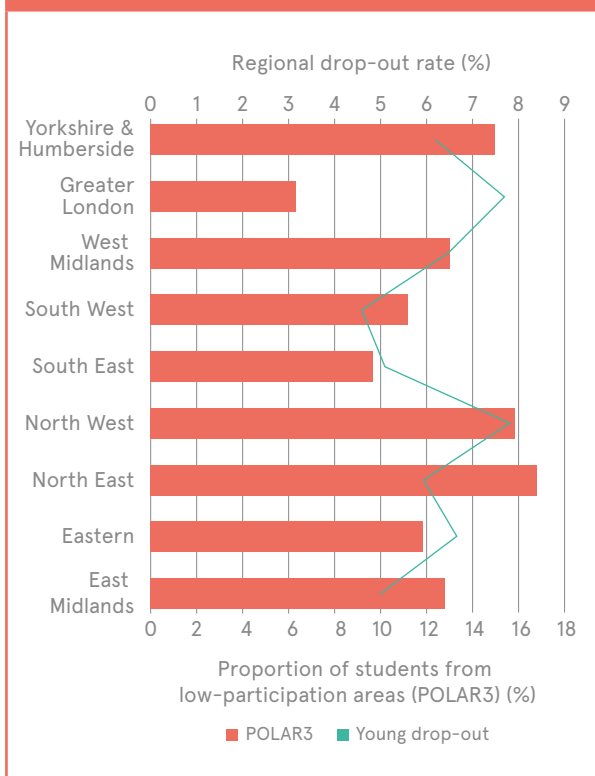 Regional drop-out rate (%)
0 1 2 3 4 5 6 7 8 9
Yorkshire &
Humberside
Greater
London
West
Midlands
South West
South East
North West
North East
Eastern
East
Midlands
0 2 4 6 8 10 12 14 16 18
Proportion of students from
low-participation areas (POLAR3) (%)
POLAR3 Young drop-out